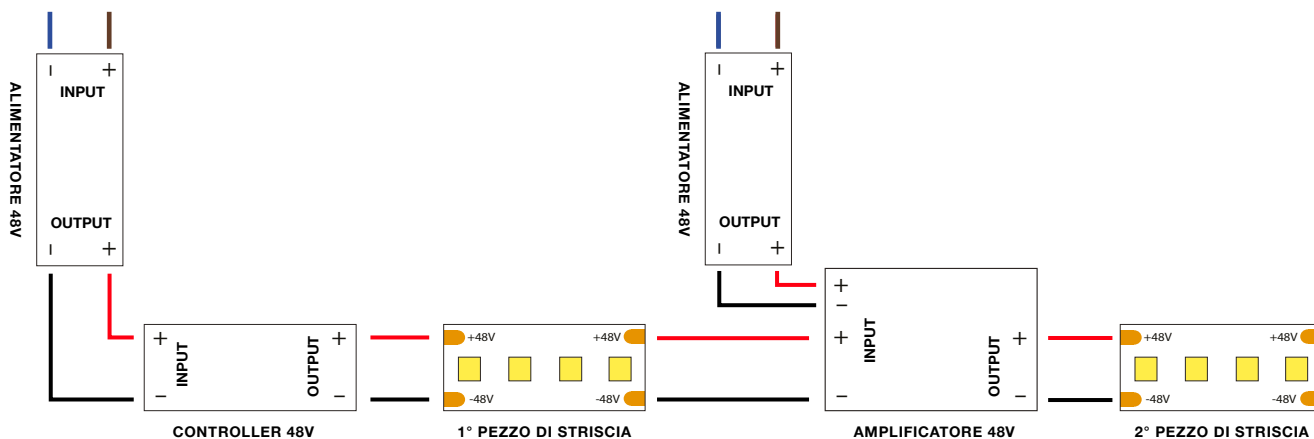 ALIMENTATORE 48V
– +
INPUT
OUTPUT
– +
+
–
INPUT
OUTPUT
+
–
CONTROLLER 48V
+48V +48V
-48V -48V
1° PEZZO DI STRISCIA
ALIMENTATORE 48V
– +
INPUT
OUTPUT
– +
+
–
+
–
INPUT
OUTPUT
+
–
AMPLIFICATORE 48V
+48V +48V
-48V -48V
2° PEZZO DI STRISCIA